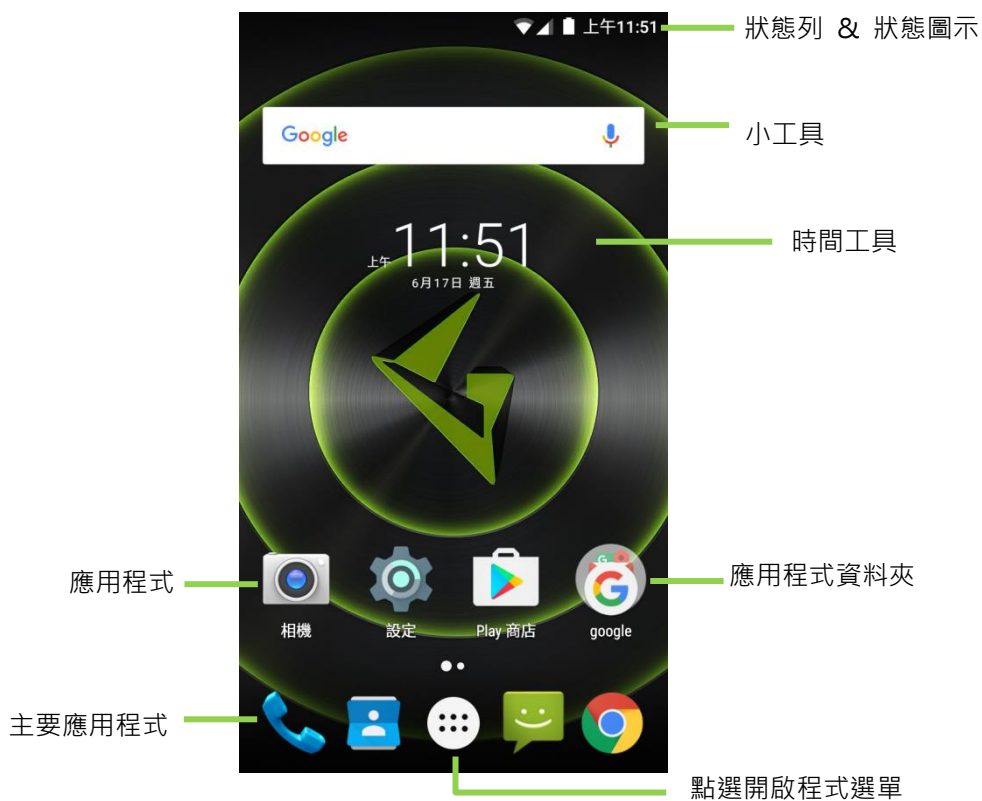 上午11:51
狀態列 & 狀態圖示
Google
小工具
上午 11:51
時間工具
6月17日 週五
應用程式
應用程式資料夾
相機
設定
Play 商店
google
主要應用程式
點選開啟程式選單